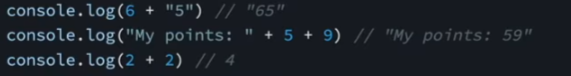 console.log(6 + "5") // "65"
console.log("My points: " + 5 + 9) // "My points: 59"
console.log(2 + 2) // 4